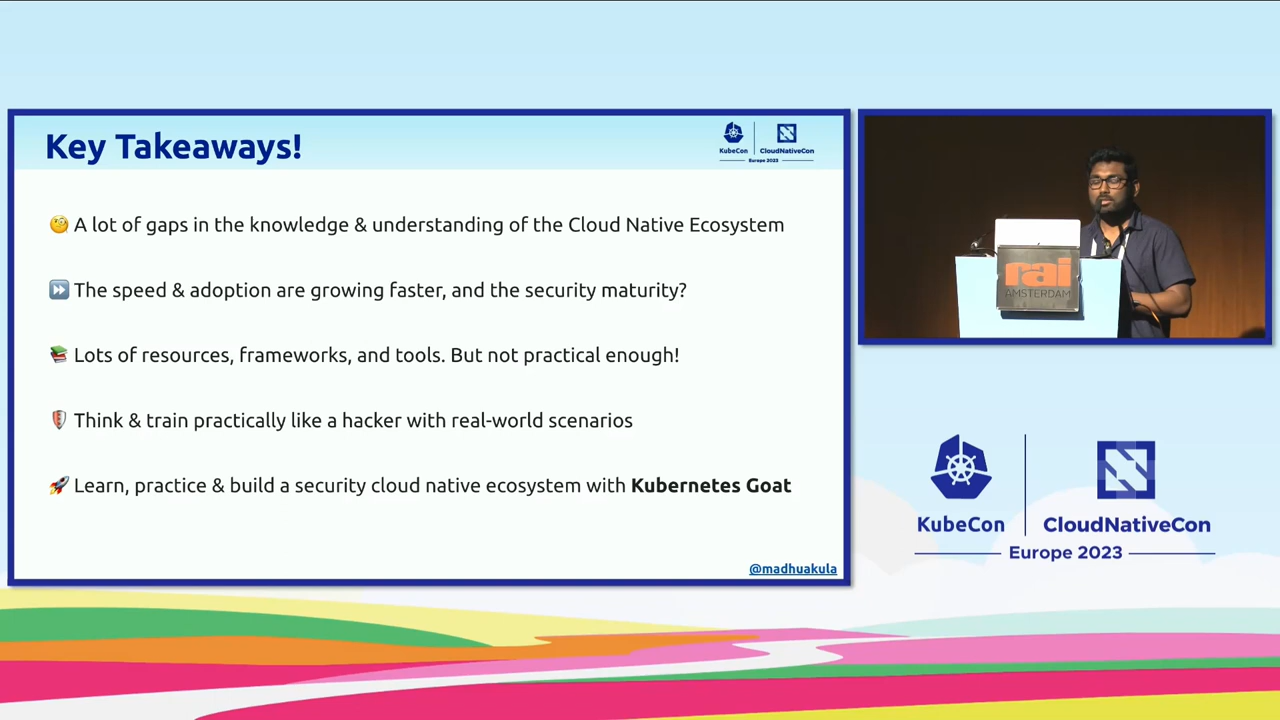 Key Takeaways!
KubeCon
CloudNativeCon
Europe 2023
🧐 A lot of gaps in the knowledge & understanding of the Cloud Native Ecosystem
⏩ The speed & adoption are growing faster, and the security maturity?
📚 Lots of resources, frameworks, and tools. But not practical enough!
🛡️ Think & train practically like a hacker with real-world scenarios
🚀 Learn, practice & build a security cloud native ecosystem with Kubernetes Goat
@madhuakula
rai
AMSTERDAM
KubeCon
CloudNativeCon
Europe 2023